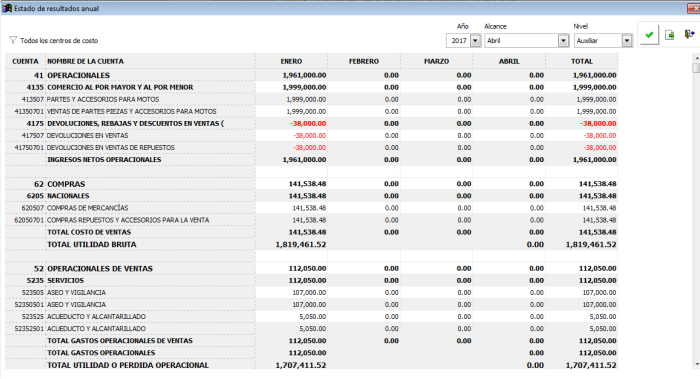 Estado de resultados anual
Año Alcance Nivel
Todos los centros de costo 2017 Abril Auxiliar
CUENTA NOMBRE DE LA CUENTA ENERO FEBRERO MARZO ABRIL TOTAL
41 OPERACIONALES 1,961,000.00 0.00 0.00 0.00 1,961,000.00
4135 COMERCIO AL POR MAYOR Y AL POR MENOR 1,999,000.00 0.00 0.00 0.00 1,999,000.00
413507 PARTES Y ACCESORIOS PARA MOTOS 1,999,000.00 0.00 0.00 0.00 1,999,000.00
41350701 VENTAS DE PARTES PIEZAS Y ACCESORIOS PARA MOTOS 1,999,000.00 0.00 0.00 0.00 1,999,000.00
4175 DEVOLUCIONES, REBAJAS Y DESCUENTOS EN VENTAS ( -38,000.00 0.00 0.00 0.00 -38,000.00
417507 DEVOLUCIONES EN VENTAS -38,000.00 0.00 0.00 0.00 -38,000.00
41750701 DEVOLUCIONES EN VENTAS DE REPUESTOS -38,000.00 0.00 0.00 0.00 -38,000.00
INGRESOS NETOS OPERACIONALES 1,961,000.00 0.00 0.00 0.00 1,961,000.00
62 COMPRAS 141,538.48 0.00 0.00 0.00 141,538.48
6205 NACIONALES 141,538.48 0.00 0.00 0.00 141,538.48
620507 COMPRAS DE MERCANCÍAS 141,538.48 0.00 0.00 0.00 141,538.48
62050701 COMPRAS REPUESTOS Y ACCESORIOS PARA LA VENTA 141,538.48 0.00 0.00 0.00 141,538.48
TOTAL COSTO DE VENTAS 141,538.48 0.00 0.00 0.00 141,538.48
TOTAL UTILIDAD BRUTA 1,819,461.52 0.00 1,819,461.52
52 OPERACIONALES DE VENTAS 112,050.00 0.00 0.00 0.00 112,050.00
5235 SERVICIOS 112,050.00 0.00 0.00 0.00 112,050.00
523505 ASEO Y VIGILANCIA 107,000.00 0.00 0.00 0.00 107,000.00
52350501 ASEO Y VIGILANCIA 107,000.00 0.00 0.00 0.00 107,000.00
523525 ACUEDUCTO Y ALCANTARILLADO 5,050.00 0.00 0.00 0.00 5,050.00
52352501 ACUEDUCTO Y ALCANTARILLADO 5,050.00 0.00 0.00 0.00 5,050.00
TOTAL GASTOS OPERACIONALES DE VENTAS 112,050.00 0.00 0.00 0.00 112,050.00
TOTAL GASTOS OPERACIONALES 112,050.00 0.00 112,050.00
TOTAL UTILIDAD O PERDIDA OPERACIONAL 1,707,411.52 0.00 1,707,411.52